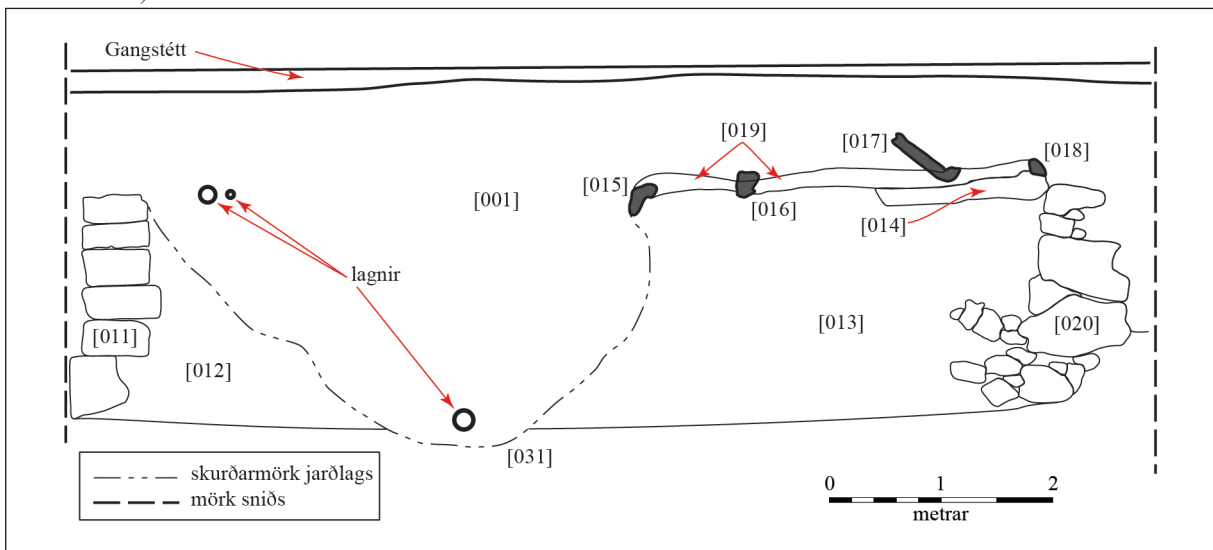 Gangstétt
[019]
[017]
[018]
[015]
[001]
[016]
[014]
lagnir
[013]
[020]
[011]
[012]
[031]
skurðarmörk jarðlags
mörk sniðs
0 1 2
metrar